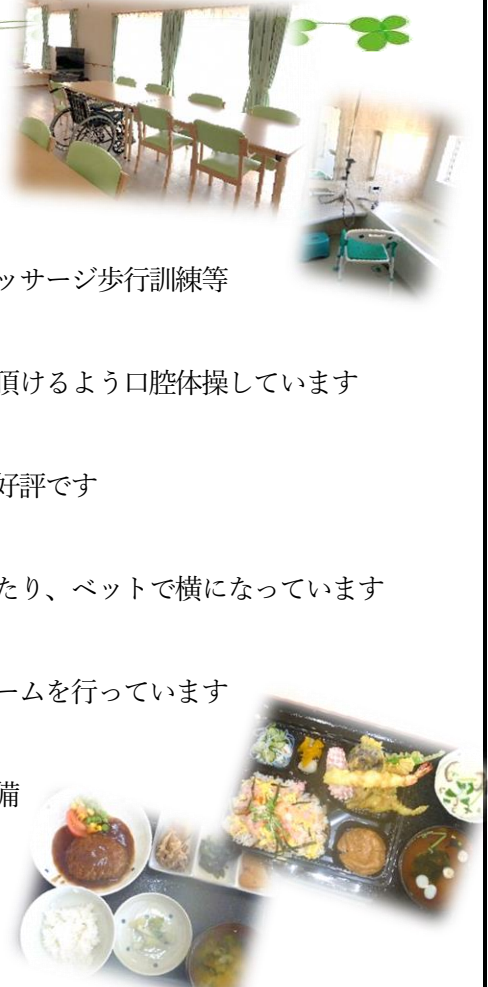 ッサージ歩行訓練等
頂けるよう口腔体操しています
好評です
たり、ベットで横になっています
ームを行っています
備